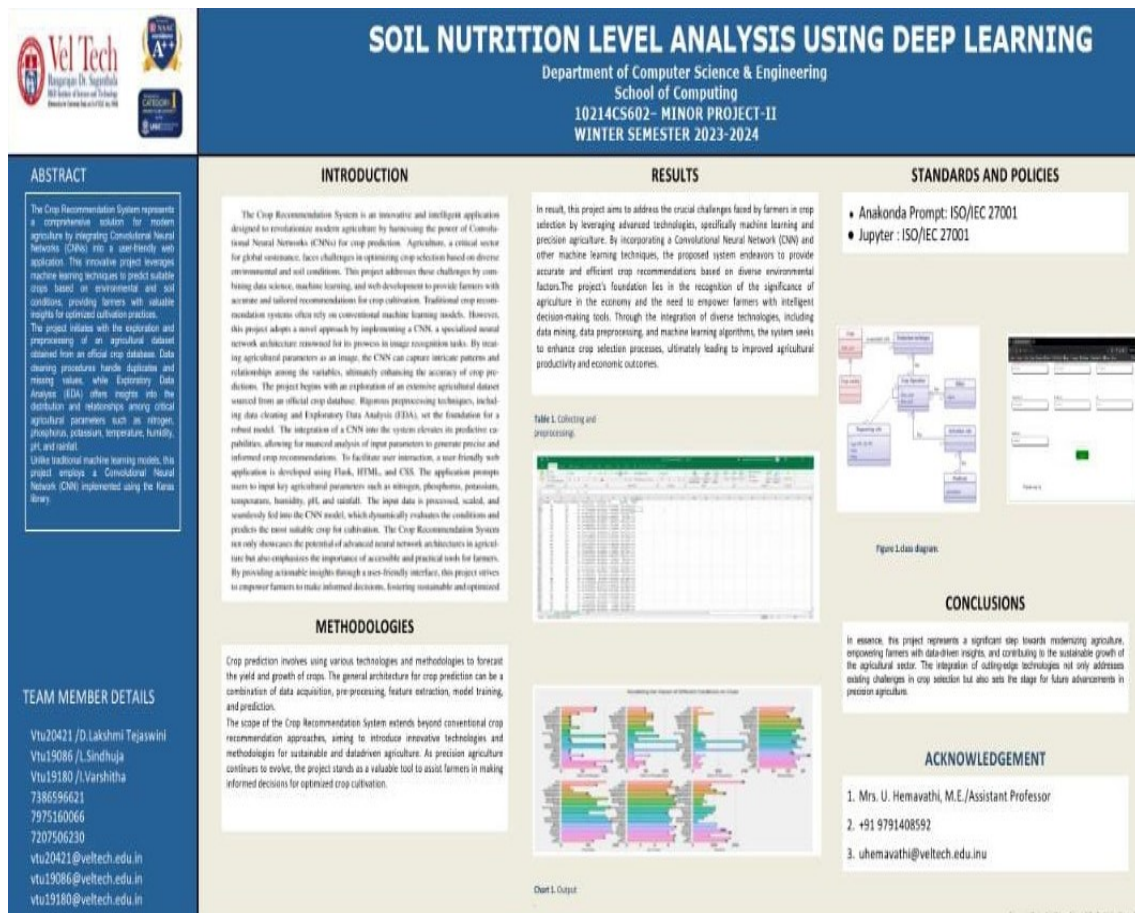 Vel Tech
Rangarajan Dr. Sagunthala
R&D Institute of Science and Technology
NAAC
A++
CATEGORY 1
UGC
SOIL NUTRITION LEVEL ANALYSIS USING DEEP LEARNING
Department of Computer Science & Engineering
School of Computing
10214CS602– MINOR PROJECT-II
WINTER SEMESTER 2023-2024
ABSTRACT
The Crop Recommendation System represents
a comprehensive solution for modern
agriculture by integrating Convolutional Neural
Networks (CNNs) into a user-friendly web
application. This innovative project leverages
machine learning techniques to predict suitable
crops based on environmental and soil
conditions, providing farmers with valuable
insights for optimized cultivation practices.
The project initiates with the exploration and
preprocessing of an agricultural dataset
obtained from an official crop database. Data
cleaning procedures handle duplicates and
missing values, while Exploratory Data
Analysis (EDA) offers insights into the
distribution and relationships among critical
agricultural parameters such as nitrogen,
phosphorus, potassium, temperature, humidity,
pH, and rainfall.
Unlike traditional machine learning models, this
project employs a Convolutional Neural
Network (CNN) implemented using the Keras
library.
TEAM MEMBER DETAILS
Vtu20421 /D.Lakshmi Tejaswini
Vtu19086 /L.Sindhuja
Vtu19180 /I.Varshitha
7386596621
7975160066
7207506230
vtu20421@veltech.edu.in
vtu19086@veltech.edu.in
vtu19180@veltech.edu.in
INTRODUCTION
The Crop Recommendation System is an innovative and intelligent application
designed to revolutionize modern agriculture by harnessing the power of Convolu-
tional Neural Networks (CNNs) for crop prediction. Agriculture, a critical sector
for global sustenance, faces challenges in optimizing crop selection based on diverse
environmental and soil conditions. This project addresses these challenges by com-
bining data science, machine learning, and web development to provide farmers with
accurate and tailored recommendations for crop cultivation. Traditional crop recom-
mendation systems often rely on conventional machine learning models. However,
this project adopts a novel approach by implementing a CNN, a specialized neural
network architecture renowned for its prowess in image recognition tasks. By treat-
ing agricultural parameters as an image, the CNN can capture intricate patterns and
relationships among the variables, ultimately enhancing the accuracy of crop pre-
dictions. The project begins with an exploration of an extensive agricultural dataset
sourced from an official crop database. Rigorous preprocessing techniques, includ-
ing data cleaning and Exploratory Data Analysis (EDA), set the foundation for a
robust model. The integration of a CNN into the system elevates its predictive ca-
pabilities, allowing for nuanced analysis of input parameters to generate precise and
informed crop recommendations. To facilitate user interaction, a user-friendly web
application is developed using Flask, HTML, and CSS. The application prompts
users to input key agricultural parameters such as nitrogen, phosphorus, potassium,
temperature, humidity, pH, and rainfall. The input data is processed, scaled, and
seamlessly fed into the CNN model, which dynamically evaluates the conditions and
predicts the most suitable crop for cultivation. The Crop Recommendation System
not only showcases the potential of advanced neural network architectures in agricul-
ture but also emphasizes the importance of accessible and practical tools for farmers.
By providing actionable insights through a user-friendly interface, this project strives
to empower farmers to make informed decisions, fostering sustainable and optimized
METHODOLOGIES
Crop prediction involves using various technologies and methodologies to forecast
the yield and growth of crops. The general architecture for crop prediction can be a
combination of data acquisition, pre-processing, feature extraction, model training,
and prediction.
The scope of the Crop Recommendation System extends beyond conventional crop
recommendation approaches, aiming to introduce innovative technologies and
methodologies for sustainable and datadriven agriculture. As precision agriculture
continues to evolve, the project stands as a valuable tool to assist farmers in making
informed decisions for optimized crop cultivation.
RESULTS
In result, this project aims to address the crucial challenges faced by farmers in crop
selection by leveraging advanced technologies, specifically machine learning and
precision agriculture. By incorporating a Convolutional Neural Network (CNN) and
other machine learning techniques, the proposed system endeavors to provide
accurate and efficient crop recommendations based on diverse environmental
factors.The project's foundation lies in the recognition of the significance of
agriculture in the economy and the need to empower farmers with intelligent
decision-making tools. Through the integration of diverse technologies, including
data mining, data preprocessing, and machine learning algorithms, the system seeks
to enhance crop selection processes, ultimately leading to improved agricultural
productivity and economic outcomes.
Table 1. Collecting and
preprocessing.
Chart 1. Output
STANDARDS AND POLICIES
• Anakonda Prompt: ISO/IEC 27001
• Jupyter : ISO/IEC 27001
Figure 1.class diagram.
CONCLUSIONS
In essence, this project represents a significant step towards modernizing agriculture,
empowering farmers with data-driven insights, and contributing to the sustainable growth of
the agricultural sector. The integration of cutting-edge technologies not only addresses
existing challenges in crop selection but also sets the stage for future advancements in
precision agriculture.
ACKNOWLEDGEMENT
1. Mrs. U. Hemavathi, M.E./Assistant Professor
2. +91 9791408592
3. uhemavathi@veltech.edu.inu